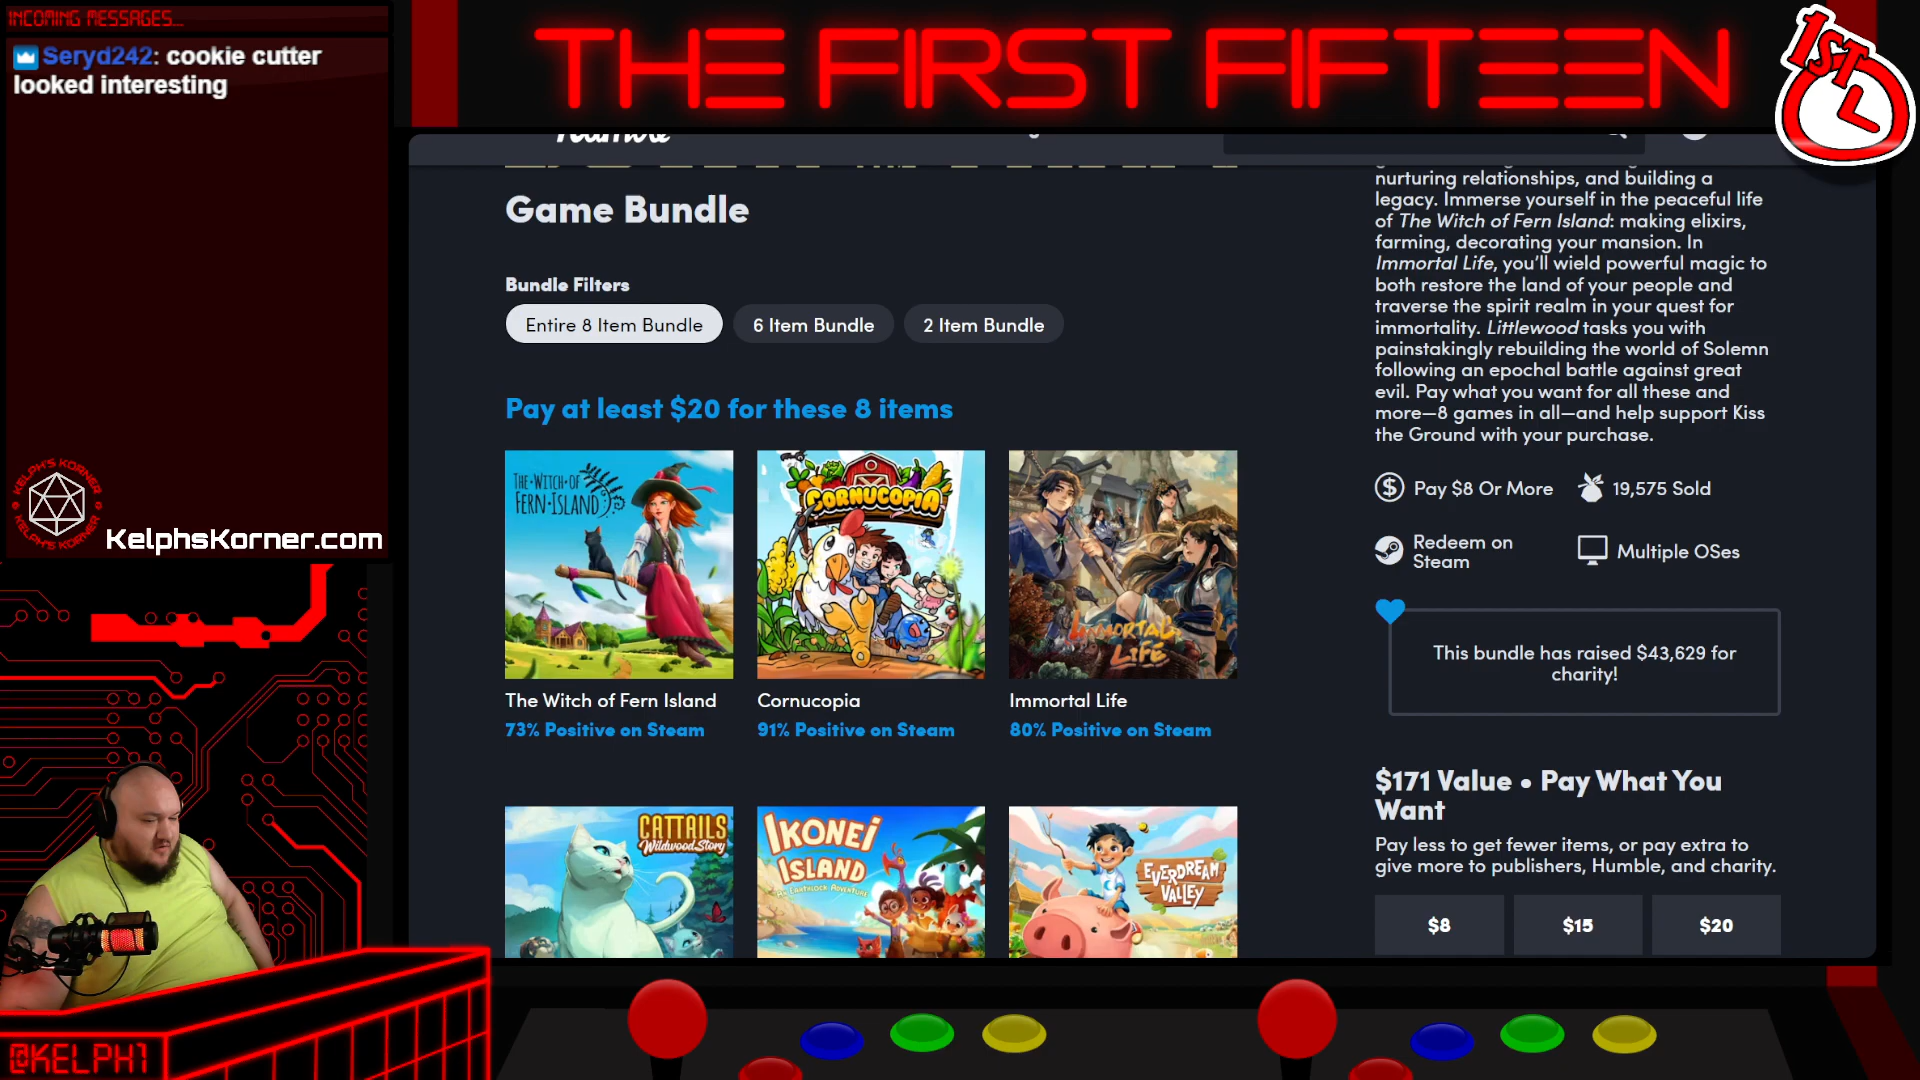 INCOMING MESSAGES...
Seryd242: cookie cutter
looked interesting
KELPH'S KORNER
KelphsKorner.com
@KELPH1
THE FIRST FIFTEEN
1ST
Game Bundle
Bundle Filters
Entire 8 Item Bundle
6 Item Bundle
2 Item Bundle
Pay at least $20 for these 8 items
THE WITCH OF
FERN ISLAND
CORNUCOPIA
IMMORTAL
LIFE
The Witch of Fern Island
Cornucopia
Immortal Life
73% Positive on Steam
91% Positive on Steam
80% Positive on Steam
CATTAILS
Wildwood Story
IKONEI
ISLAND
AN EARTHLOCK ADVENTURE
EVERDREAM
VALLEY
nurturing relationships, and building a
legacy. Immerse yourself in the peaceful life
of The Witch of Fern Island: making elixirs,
farming, decorating your mansion. In
Immortal Life, you'll wield powerful magic to
both restore the land of your people and
traverse the spirit realm in your quest for
immortality. Littlewood tasks you with
painstakingly rebuilding the world of Solemn
following an epochal battle against great
evil. Pay what you want for all these and
more—8 games in all—and help support Kiss
the Ground with your purchase.
Pay $8 Or More
19,575 Sold
Redeem on
Steam
Multiple OSes
This bundle has raised $43,629 for
charity!
$171 Value • Pay What You
Want
Pay less to get fewer items, or pay extra to
give more to publishers, Humble, and charity.
$8
$15
$20